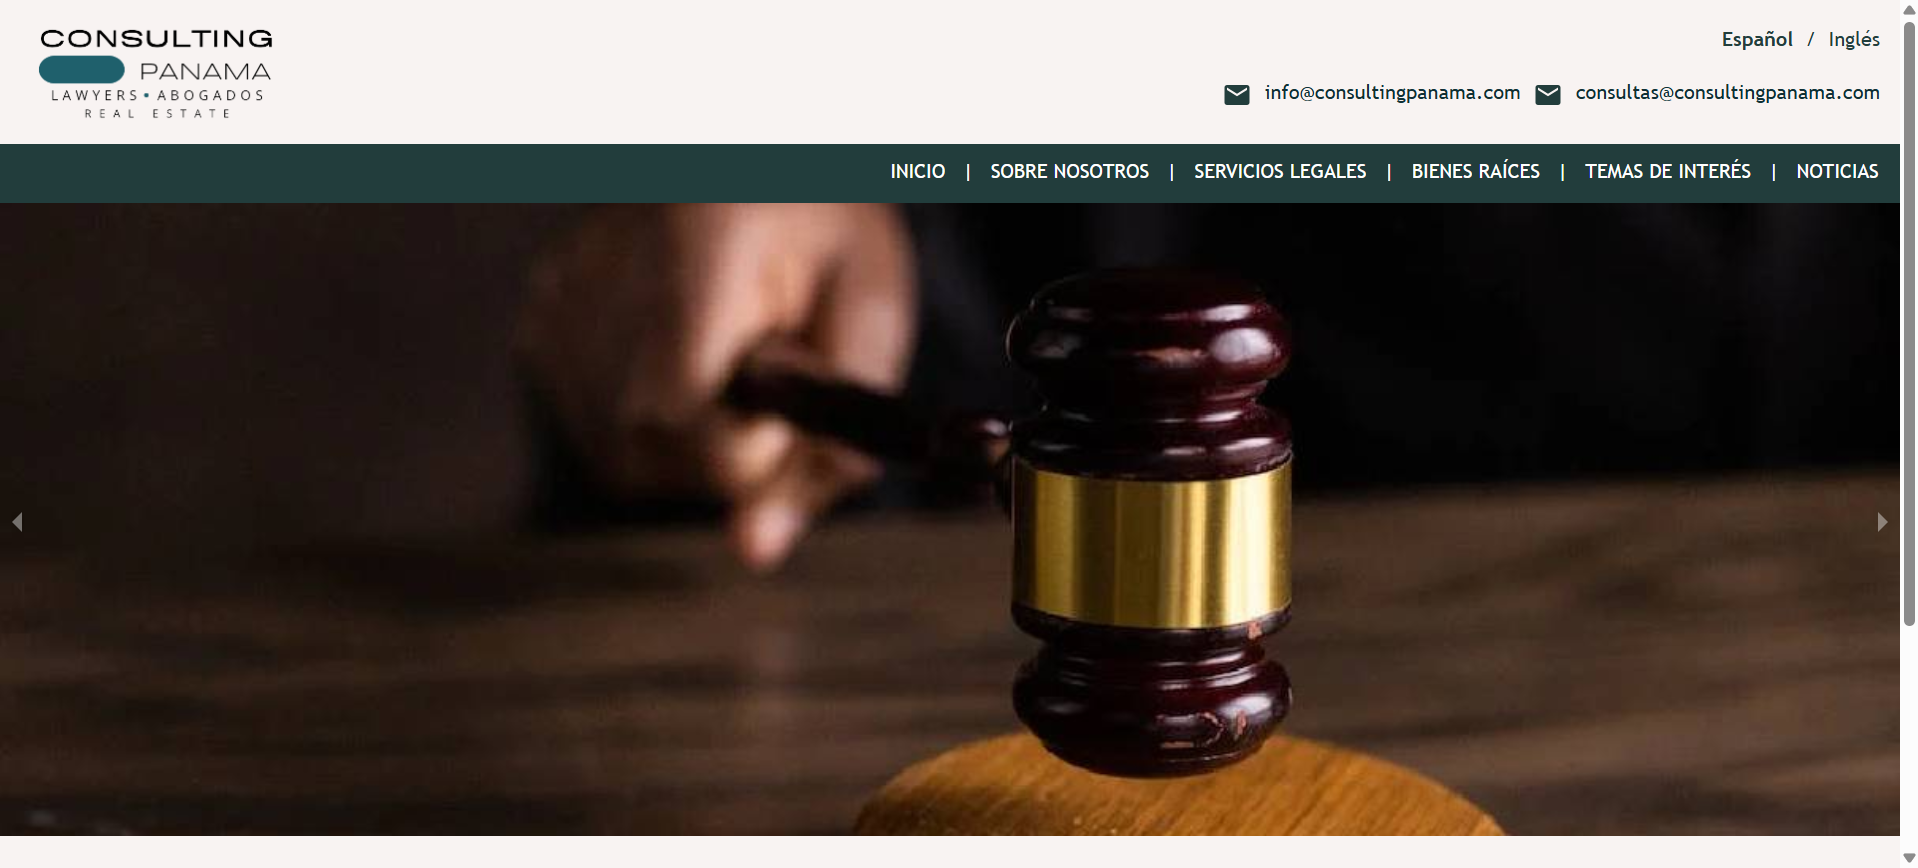 CONSULTING
PANAMA
LAWYERS • ABOGADOS
REAL ESTATE
Español / Inglés
info@consultingpanama.com consultas@consultingpanama.com
INICIO | SOBRE NOSOTROS | SERVICIOS LEGALES | BIENES RAÍCES | TEMAS DE INTERÉS | NOTICIAS